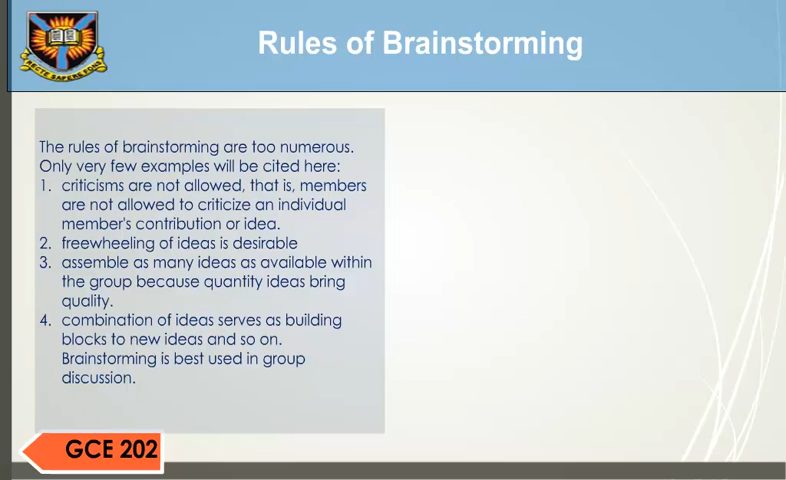 Rules of Brainstorming
The rules of brainstorming are too numerous.
Only very few examples will be cited here:
1. criticisms are not allowed, that is, members
are not allowed to criticize an individual
member's contribution or idea.
2. freewheeling of ideas is desirable
3. assemble as many ideas as available within
the group because quantity ideas bring
quality.
4. combination of ideas serves as building
blocks to new ideas and so on.
Brainstorming is best used in group
discussion.
GCE 202